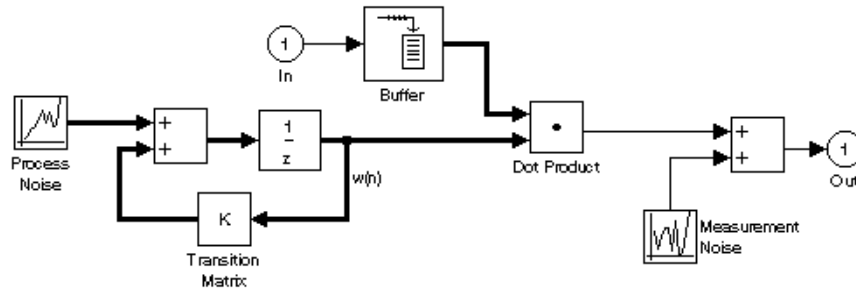 1
In
Buffer
Process
Noise
+
+
1
z
w(n)
K
Transition
Matrix
Dot Product
+
+
1
Out
Measurement
Noise